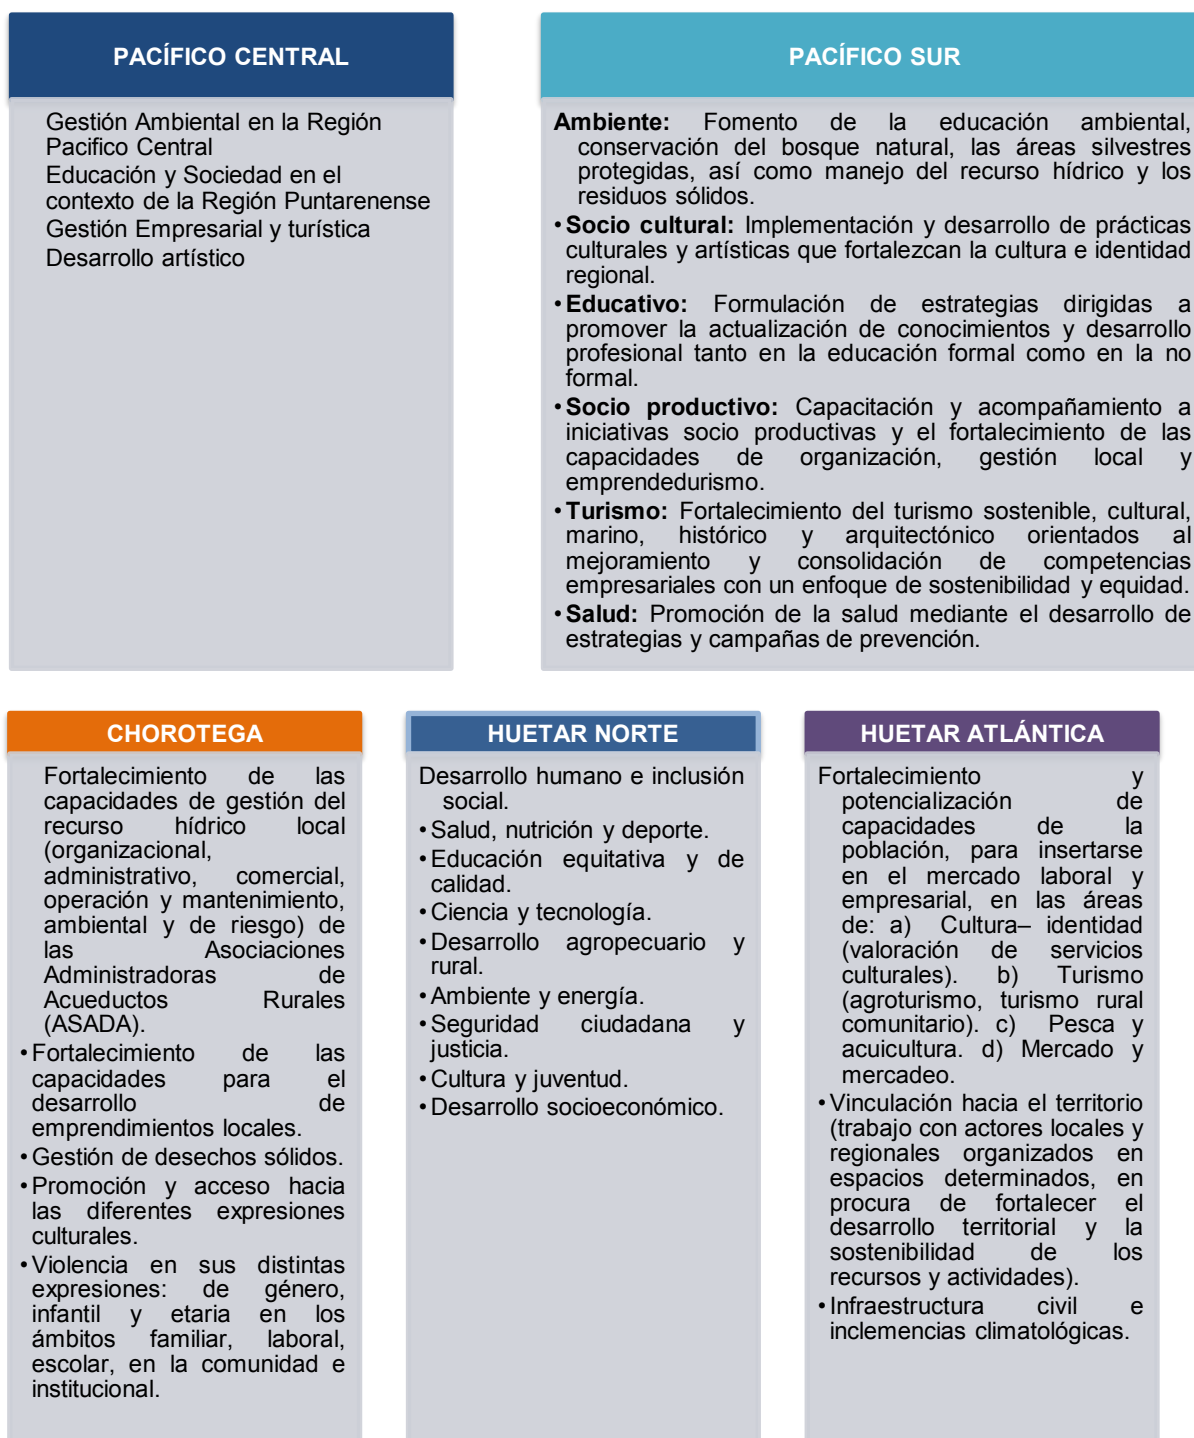 PACÍFICO CENTRAL
Gestión Ambiental en la Región
Pacifico Central
Educación y Sociedad en el
contexto de la Región Puntarenense
Gestión Empresarial y turística
Desarrollo artístico
PACÍFICO SUR
Ambiente: Fomento de la educación ambiental,
conservación del bosque natural, las áreas silvestres
protegidas, así como manejo del recurso hídrico y los
residuos sólidos.
•Socio cultural: Implementación y desarrollo de prácticas
culturales y artísticas que fortalezcan la cultura e identidad
regional.
•Educativo: Formulación de estrategias dirigidas a
promover la actualización de conocimientos y desarrollo
profesional tanto en la educación formal como en la no
formal.
•Socio productivo: Capacitación y acompañamiento a
iniciativas socio productivas y el fortalecimiento de las
capacidades de organización, gestión local y
emprendedurismo.
•Turismo: Fortalecimiento del turismo sostenible, cultural,
marino, histórico y arquitectónico orientados al
mejoramiento y consolidación de competencias
empresariales con un enfoque de sostenibilidad y equidad.
•Salud: Promoción de la salud mediante el desarrollo de
estrategias y campañas de prevención.
CHOROTEGA
Fortalecimiento de las
capacidades de gestión del
recurso hídrico local
(organizacional,
administrativo, comercial,
operación y mantenimiento,
ambiental y de riesgo) de
las Asociaciones
Administradoras de
Acueductos Rurales
(ASADA).
•Fortalecimiento de las
capacidades para el
desarrollo de
emprendimientos locales.
•Gestión de desechos sólidos.
•Promoción y acceso hacia
las diferentes expresiones
culturales.
•Violencia en sus distintas
expresiones: de género,
infantil y etaria en los
ámbitos familiar, laboral,
escolar, en la comunidad e
institucional.
HUETAR NORTE
Desarrollo humano e inclusión
social.
•Salud, nutrición y deporte.
•Educación equitativa y de
calidad.
•Ciencia y tecnología.
•Desarrollo agropecuario y
rural.
•Ambiente y energía.
•Seguridad ciudadana y
justicia.
•Cultura y juventud.
•Desarrollo socioeconómico.
HUETAR ATLÁNTICA
Fortalecimiento y
potencialización de
capacidades de la
población, para insertarse
en el mercado laboral y
empresarial, en las áreas
de: a) Cultura– identidad
(valoración de servicios
culturales). b) Turismo
(agroturismo, turismo rural
comunitario). c) Pesca y
acuicultura. d) Mercado y
mercadeo.
•Vinculación hacia el territorio
(trabajo con actores locales y
regionales organizados en
espacios determinados, en
procura de fortalecer el
desarrollo territorial y la
sostenibilidad de los
recursos y actividades).
•Infraestructura civil e
inclemencias climatológicas.